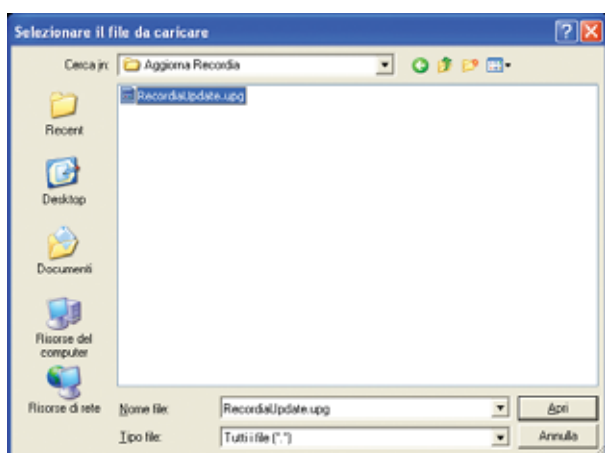 Selezionare il file da caricare
Cerca in: Aggiorna Recordia
RecordiaUpdate.upg
Recent
Desktop
Documenti
Risorse del
computer
Risorse di rete
Nome file: RecordiaUpdate.upg Apri
Tipo file: Tutti i file (*.*) Annulla